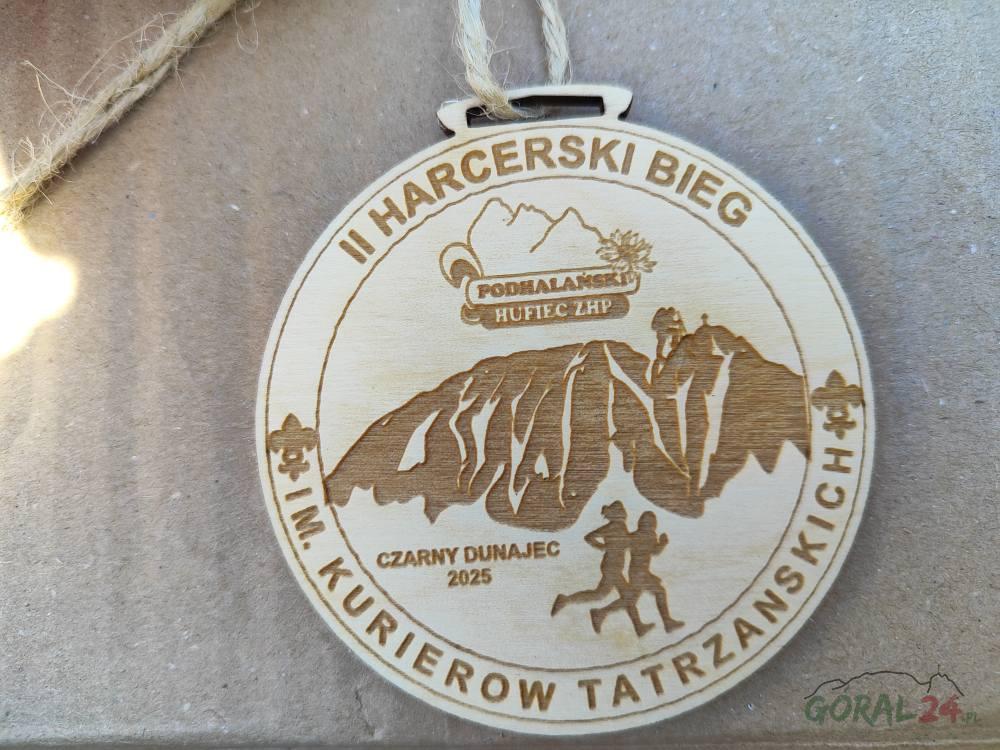 II HARCERSKI BIEG
PODHALAŃSKI
HUFIEC ZHP
CZARNY DUNAJEC
2025
IM. KURIEROW TATRZANSKICH
GORAL24.PL